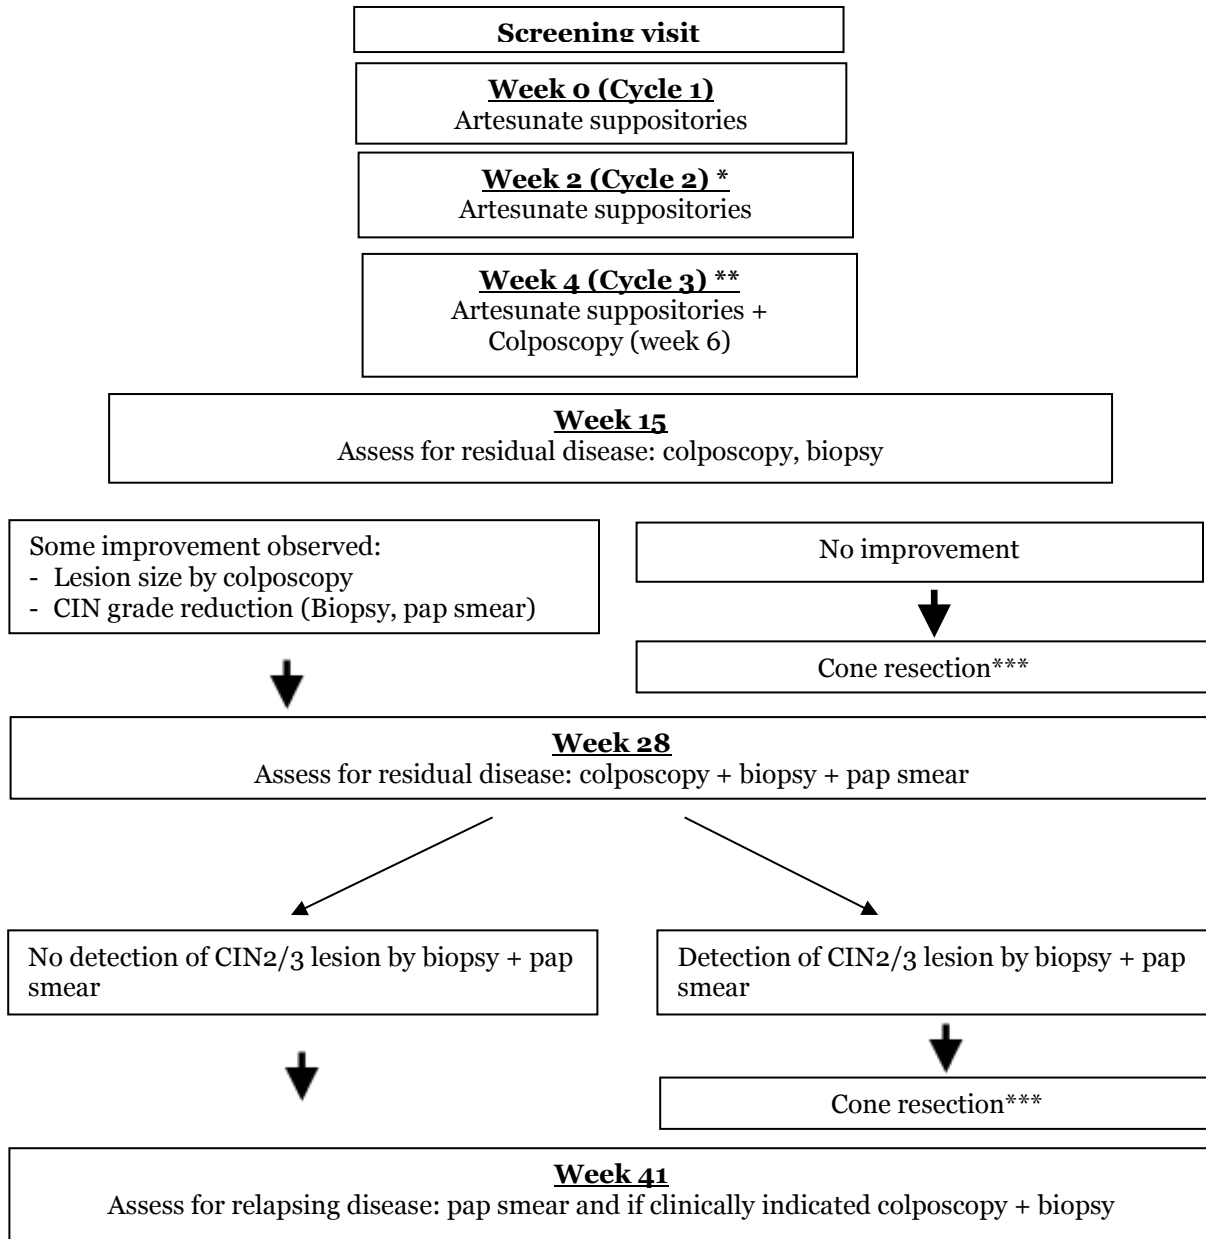 Screening visit
Week 0 (Cycle 1)
Artesunate suppositories
Week 2 (Cycle 2) *
Artesunate suppositories
Week 4 (Cycle 3) **
Artesunate suppositories +
Colposcopy (week 6)
Week 15
Assess for residual disease: colposcopy, biopsy
Some improvement observed:
- Lesion size by colposcopy
- CIN grade reduction (Biopsy, pap smear)
No improvement
Cone resection***
Week 28
Assess for residual disease: colposcopy + biopsy + pap smear
No detection of CIN2/3 lesion by biopsy + pap
smear
Detection of CIN2/3 lesion by biopsy + pap
smear
Cone resection***
Week 41
Assess for relapsing disease: pap smear and if clinically indicated colposcopy + biopsy